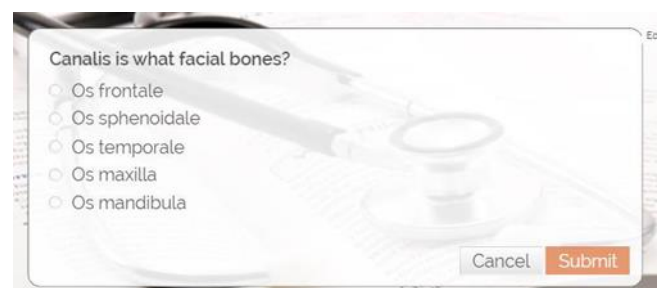 Canalis is what facial bones?
Os frontale
Os sphenoidale
Os temporale
Os maxilla
Os mandibula
Cancel Submit